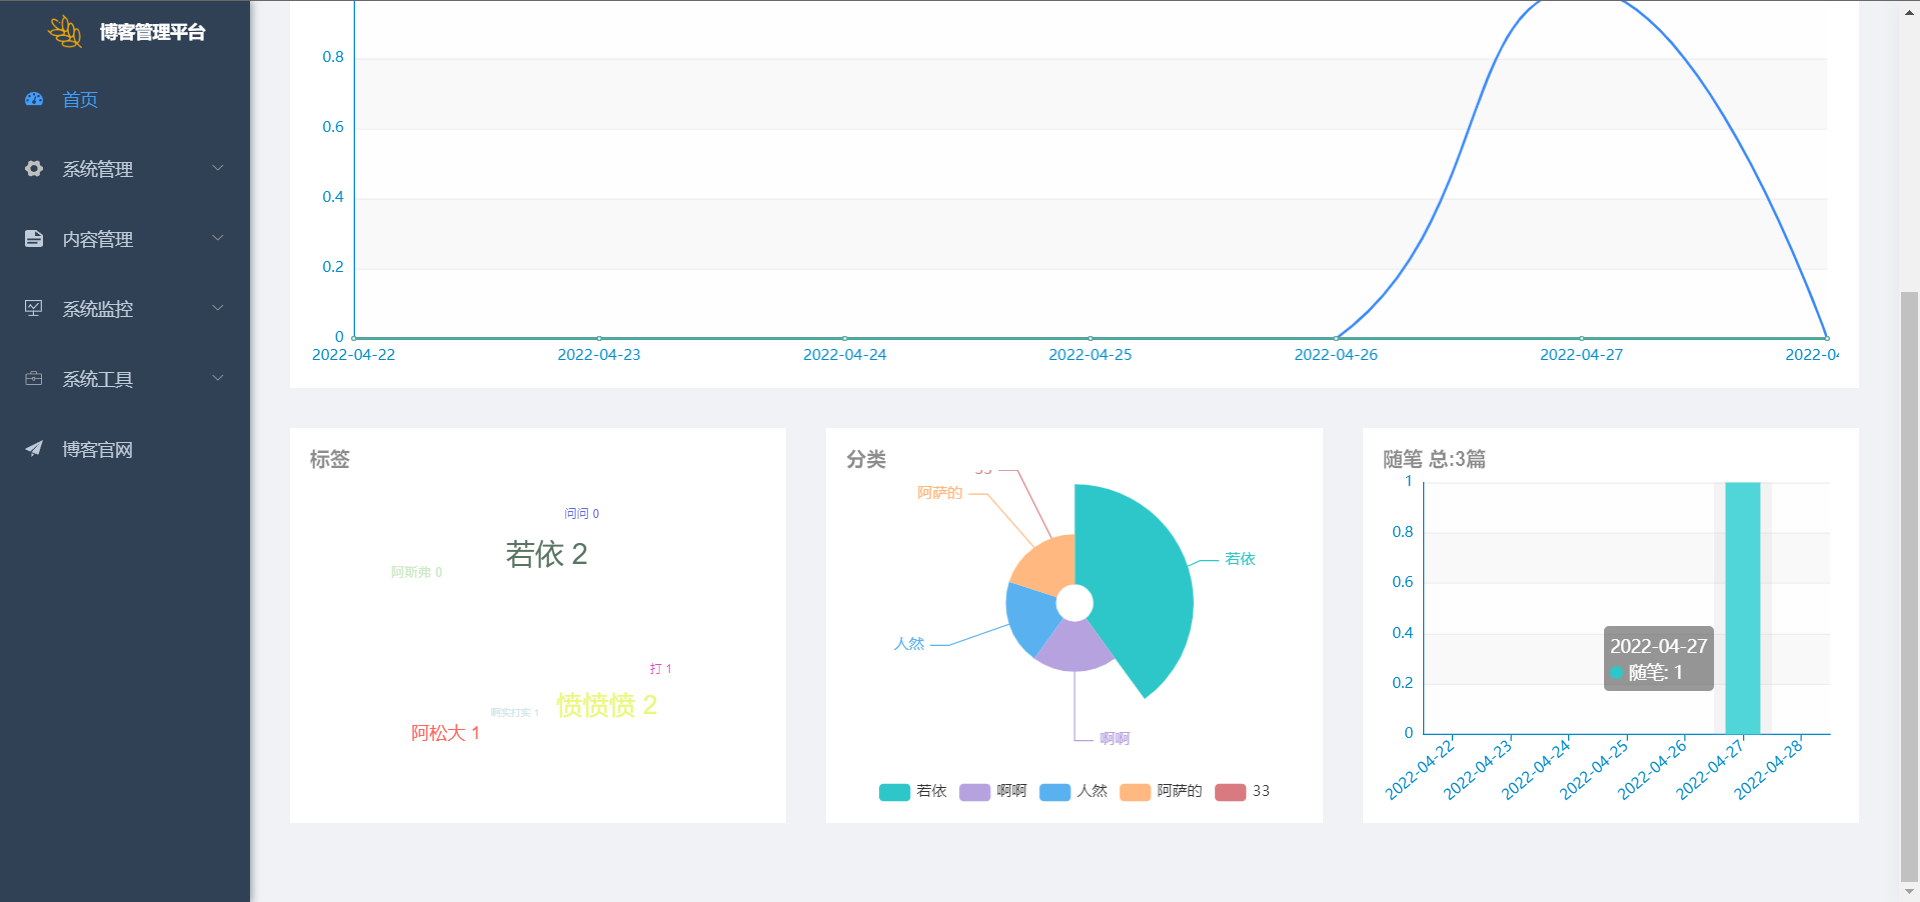 博客管理平台
首页
系统管理
内容管理
系统监控
系统工具
博客官网
0.8
0.6
0.4
0.2
0
2022-04-22
2022-04-23
2022-04-24
2022-04-25
2022-04-26
2022-04-27
2022-04
标签
问问 0
若依 2
阿斯弗 0
打 1
愤愤愤 2
啊实打实 1
阿松大 1
分类
33
阿萨的
若依
人然
啊啊
若依
啊啊
人然
阿萨的
33
随笔 总:3篇
1
0.8
0.6
0.4
0.2
0
2022-04-27
随笔: 1
2022-04-22
2022-04-23
2022-04-24
2022-04-25
2022-04-26
2022-04-27
2022-04-28